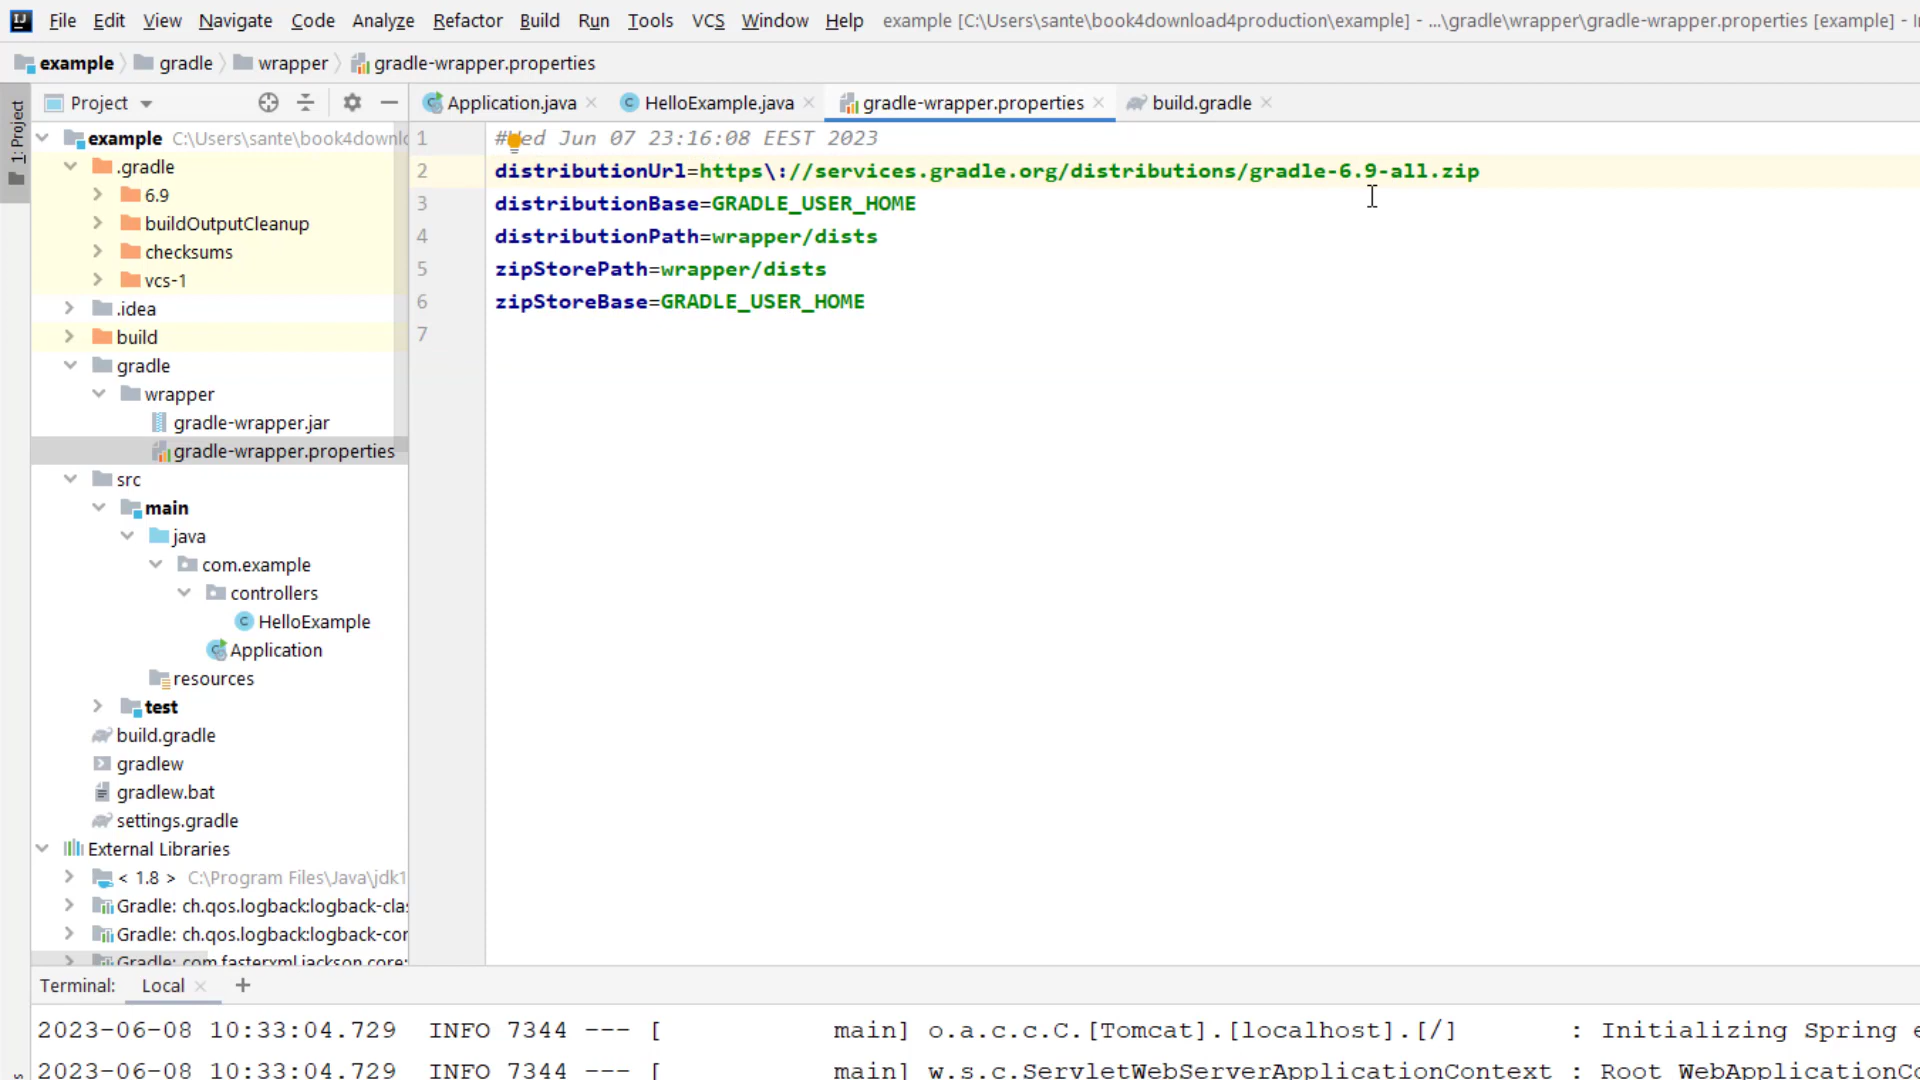 IJ File Edit View Navigate Code Analyze Refactor Build Run Tools VCS Window Help example [C:\Users\sante\book4download4production\example] - ...\gradle\wrapper\gradle-wrapper.properties [example] - I
example gradle wrapper gradle-wrapper.properties
1: Project
Project
Application.java HelloExample.java gradle-wrapper.properties build.gradle
example C:\Users\sante\book4downlo
.gradle
6.9
buildOutputCleanup
checksums
vcs-1
.idea
build
gradle
wrapper
gradle-wrapper.jar
gradle-wrapper.properties
src
main
java
com.example
controllers
HelloExample
Application
resources
test
build.gradle
gradlew
gradlew.bat
settings.gradle
External Libraries
< 1.8 > C:\Program Files\Java\jdk1
Gradle: ch.qos.logback:logback-cla
Gradle: ch.qos.logback:logback-cor
Gradle: com.fasterxml.jackson.core:
1 #Wed Jun 07 23:16:08 EEST 2023
2 distributionUrl=https\://services.gradle.org/distributions/gradle-6.9-all.zip
3 distributionBase=GRADLE_USER_HOME
4 distributionPath=wrapper/dists
5 zipStorePath=wrapper/dists
6 zipStoreBase=GRADLE_USER_HOME
7
Terminal: Local
2023-06-08 10:33:04.729 INFO 7344 --- [ main] o.a.c.c.C.[Tomcat].[localhost].[/] : Initializing Spring e
2023-06-08 10:33:04.729 INFO 7344 --- [ main] w.s.c.ServletWebServerApplicationContext : Root WebApplicationCo